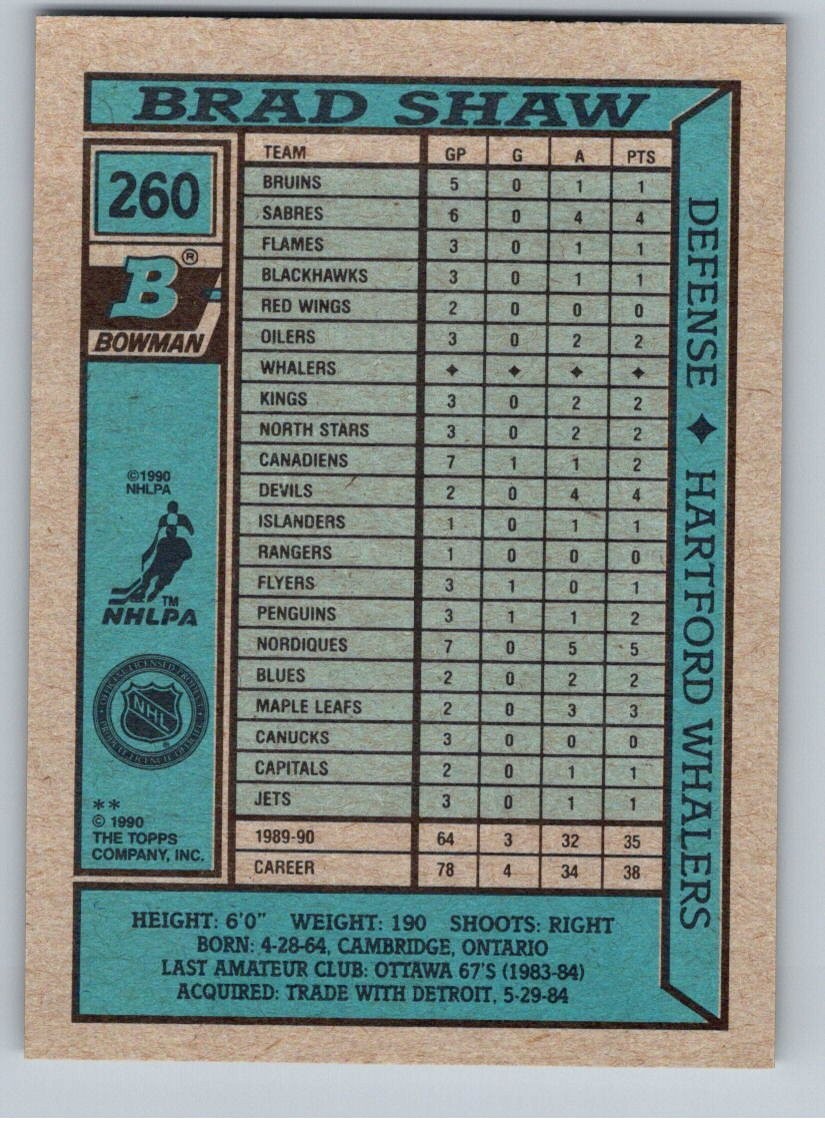 BRAD SHAW
260
B®
BOWMAN
©1990
NHLPA
TM
NHLPA
NHL
®
**
© 1990
THE TOPPS
COMPANY, INC.
TEAM GP G A PTS
BRUINS 5 0 1 1
SABRES 6 0 4 4
FLAMES 3 0 1 1
BLACKHAWKS 3 0 1 1
RED WINGS 2 0 0 0
OILERS 3 0 2 2
WHALERS ✦ ✦ ✦ ✦
KINGS 3 0 2 2
NORTH STARS 3 0 2 2
CANADIENS 7 1 1 2
DEVILS 2 0 4 4
ISLANDERS 1 0 1 1
RANGERS 1 0 0 0
FLYERS 3 1 0 1
PENGUINS 3 1 1 2
NORDIQUES 7 0 5 5
BLUES 2 0 2 2
MAPLE LEAFS 2 0 3 3
CANUCKS 3 0 0 0
CAPITALS 2 0 1 1
JETS 3 0 1 1
1989-90 64 3 32 35
CAREER 78 4 34 38
DEFENSE ✦ HARTFORD WHALERS
HEIGHT: 6'0" WEIGHT: 190 SHOOTS: RIGHT
BORN: 4-28-64, CAMBRIDGE, ONTARIO
LAST AMATEUR CLUB: OTTAWA 67'S (1983-84)
ACQUIRED: TRADE WITH DETROIT, 5-29-84